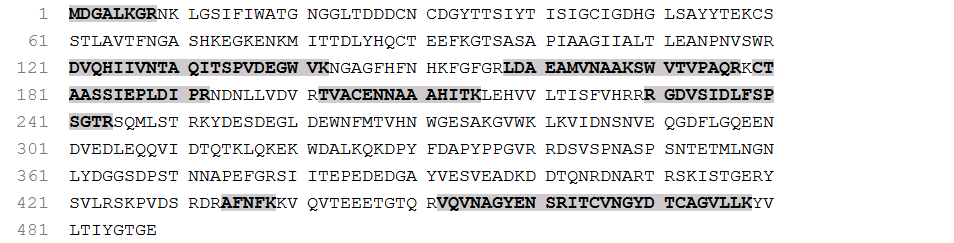 1 MDGALKGRNK LGSIFIWATG NGGLTDDDCN CDGYTTSIYT ISIGCIGDHG LSAYYTEKCS
61 STLAVTFNGA SHKEGKENKM ITTDLYHQCT EEFKGTSASA PIAAGIIALT LEANPNVSWR
121 DVQHIIVNTA QITSPVDEGW VKNGAGFHFN HKFGFGRLDA EAMVNAAKSW VTVPAQRKCT
181 AASSIEPLDI PRNDNLLVDV RTVACENNAA AHITKLEHVV LTISFVHRRR GDVSIDLFSP
241 SGTRSQMLST RKYDESDEGL DEWNFMTVHN WGESAKGVWK LKVIDNSNVE QGDFLGQEEN
301 DVEDLEQQVI DTQTKLQKEK WDALKQKDPY FDAPYPPGVR RDSVSPNASP SNTETMLNGN
361 LYDGGSDPST NNAPEFGRSI ITEPEDEDGA YVESVEADKD DTQNRDNART RSKISTGERY
421 SVLRSKPVDS RDRAFNFKKV QVTEEETGTQ RVQVNAGYEN SRITCVNGYD TCAGVLLKYV
481 LTIYGTGE